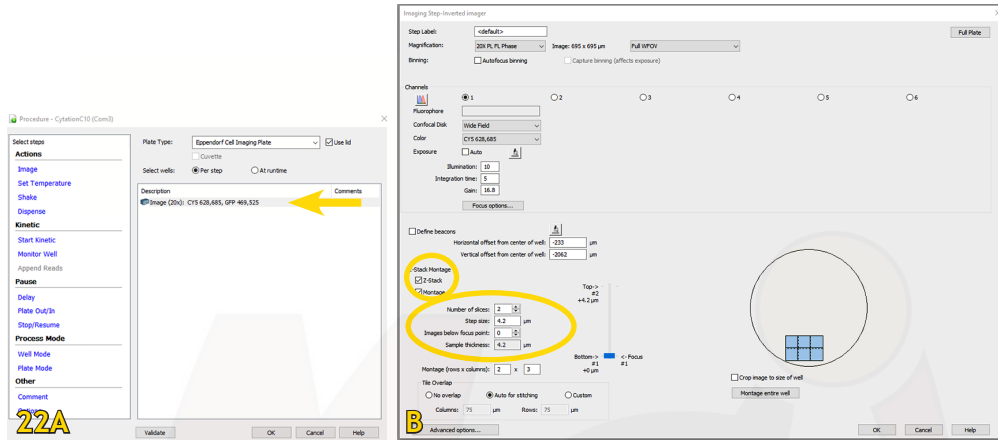 Procedure - CytationC10 (Com3)
Select steps
Actions
Image
Set Temperature
Shake
Dispense
Kinetic
Start Kinetic
Monitor Well
Append Reads
Pause
Delay
Plate Out/In
Stop/Resume
Process Mode
Well Mode
Plate Mode
Other
Comment
Plate Type: Eppendorf Cell Imaging Plate Use lid
Cuvette
Select wells: Per step At runtime
Description Comments
Image (20x): CY5 628,685, GFP 469,525
Validate OK Cancel Help
22A
Imaging Step-Inverted imager
Step Label: <default> Full Plate
Magnification: 20X PL FL Phase Image: 695 x 695 µm Full WFOV
Binning: Autofocus binning Capture binning (affects exposure)
Channels
1 2 3 4 5 6
Fluorophore
Confocal Disk Wide Field
Color CY5 628,685
Exposure Auto
Illumination: 10
Integration time: 5
Gain: 16.8
Focus options...
Define beacons
Horizontal offset from center of well: -233 µm
Vertical offset from center of well: -2062 µm
Z-Stack Montage
Z-Stack
Montage
Number of slices: 2
Step size: 4.2 µm
Images below focus point: 0
Sample thickness: 4.2 µm
Top->
#2
+4.2 µm
Bottom-> <- Focus
#1 #1
+0 µm
Montage (rows x columns): 2 x 3
Tile Overlap
No overlap Auto for stitching Custom
Columns: 75 µm Rows: 75 µm
Crop image to size of well
Montage entire well
Advanced options... OK Cancel Help
B